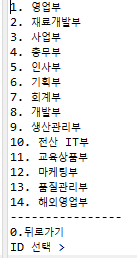 1. 영업부
2. 재료개발부
3. 사업부
4. 총무부
5. 인사부
6. 기획부
7. 회계부
8. 개발부
9. 생산관리부
10. 전산 IT부
11. 교육상품부
12. 마케팅부
13. 품질관리부
14. 해외영업부
----------------
0.뒤로가기
ID 선택 >